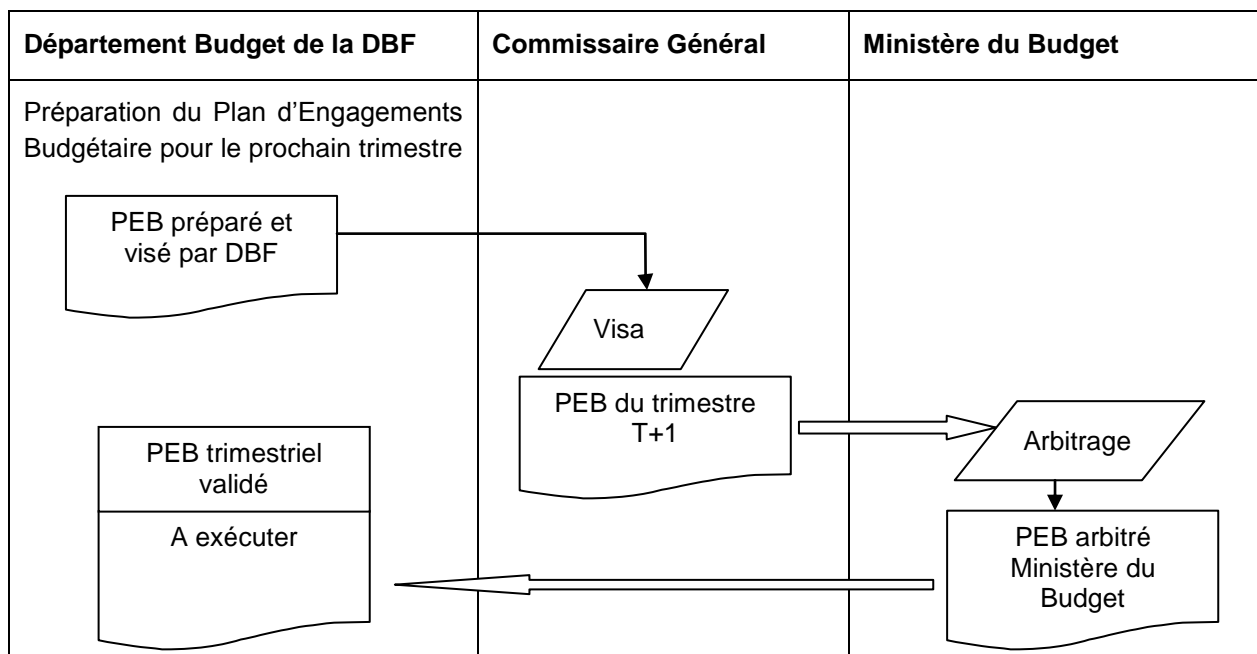 Département Budget de la DBF
Commissaire Général
Ministère du Budget
Préparation du Plan d’Engagements
Budgétaire pour le prochain trimestre
PEB préparé et
visé par DBF
Visa
PEB du trimestre
T+1
Arbitrage
PEB arbitré
Ministère du
Budget
PEB trimestriel
validé
A exécuter